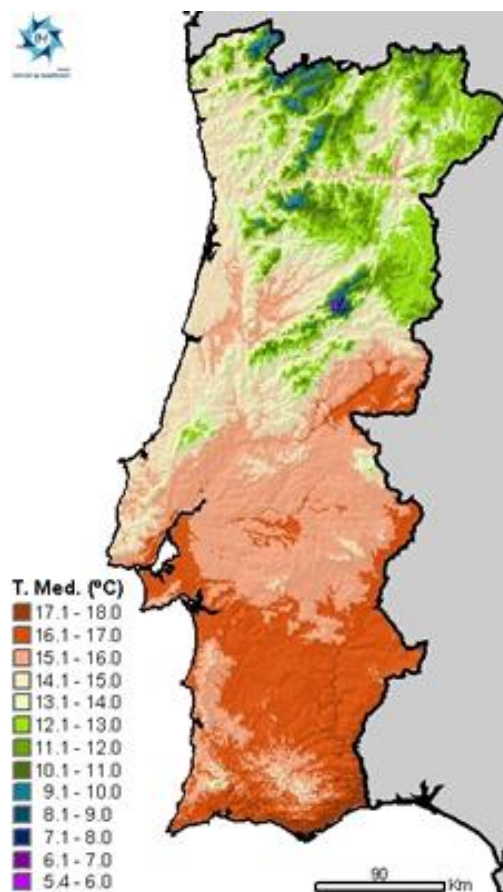 T. Med. (ºC)
17.1 - 18.0
16.1 - 17.0
15.1 - 16.0
14.1 - 15.0
13.1 - 14.0
12.1 - 13.0
11.1 - 12.0
10.1 - 11.0
9.1 - 10.0
8.1 - 9.0
7.1 - 8.0
6.1 - 7.0
5.4 - 6.0
90
Km